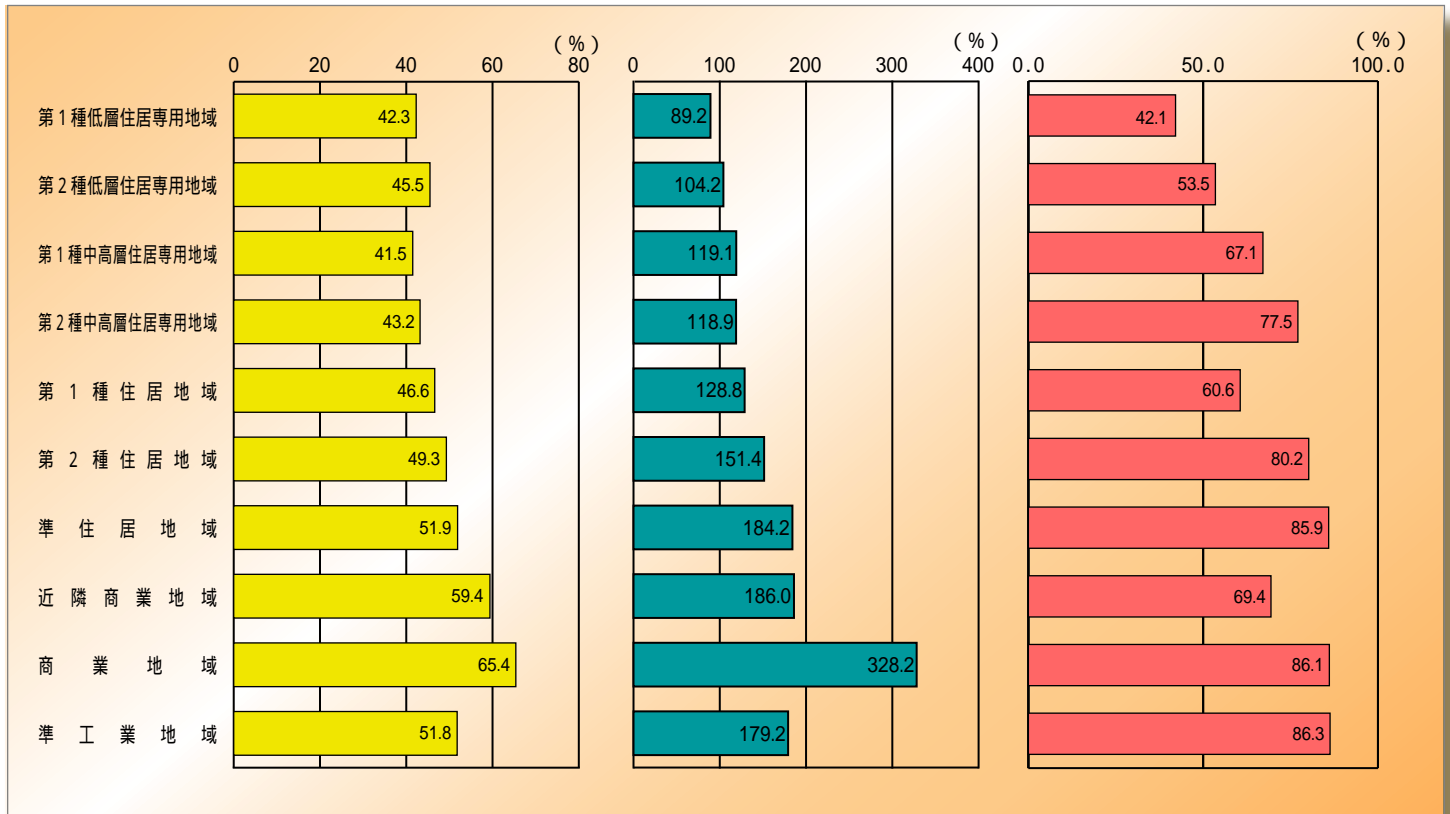 （％） （％） （％）
0 20 40 60 80 0 100 200 300 400 0.0 50.0 100.0
第１種低層住居専用地域 42.3 89.2 42.1
第２種低層住居専用地域 45.5 104.2 53.5
第１種中高層住居専用地域 41.5 119.1 67.1
第２種中高層住居専用地域 43.2 118.9 77.5
第１種住居地域 46.6 128.8 60.6
第２種住居地域 49.3 151.4 80.2
準住居地域 51.9 184.2 85.9
近隣商業地域 59.4 186.0 69.4
商業地域 65.4 328.2 86.1
準工業地域 51.8 179.2 86.3